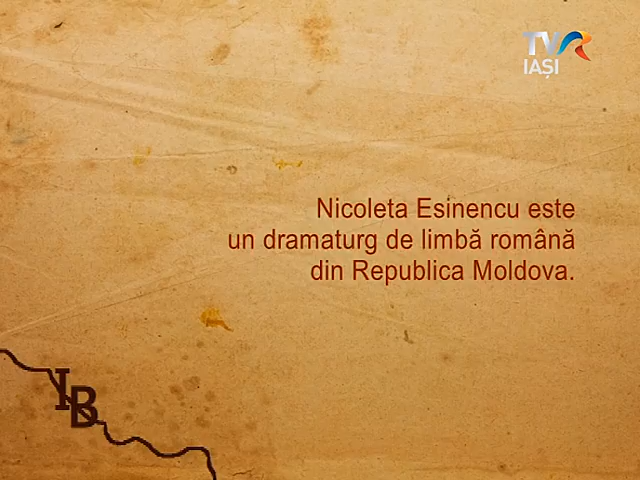 TVR
IAȘI
Nicoleta Esinencu este
un dramaturg de limbă română
din Republica Moldova.
IB